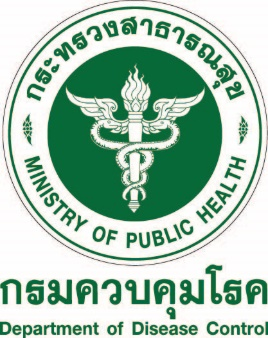 กระทรวงสาธารณสุข
MINISTRY OF PUBLIC HEALTH
กรมควบคุมโรค
Department of Disease Control